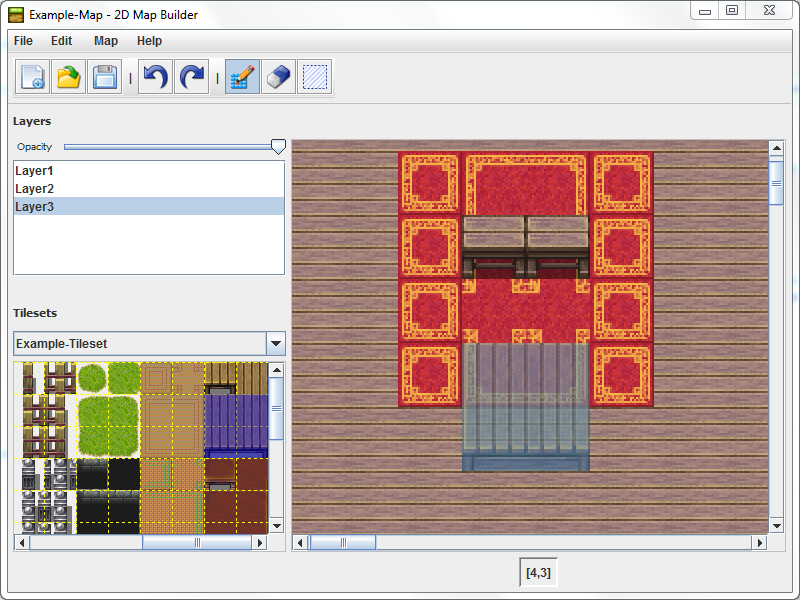 Example-Map - 2D Map Builder
File Edit Map Help
Layers
Opacity
Layer1
Layer2
Layer3
Tilesets
Example-Tileset
[4,3]